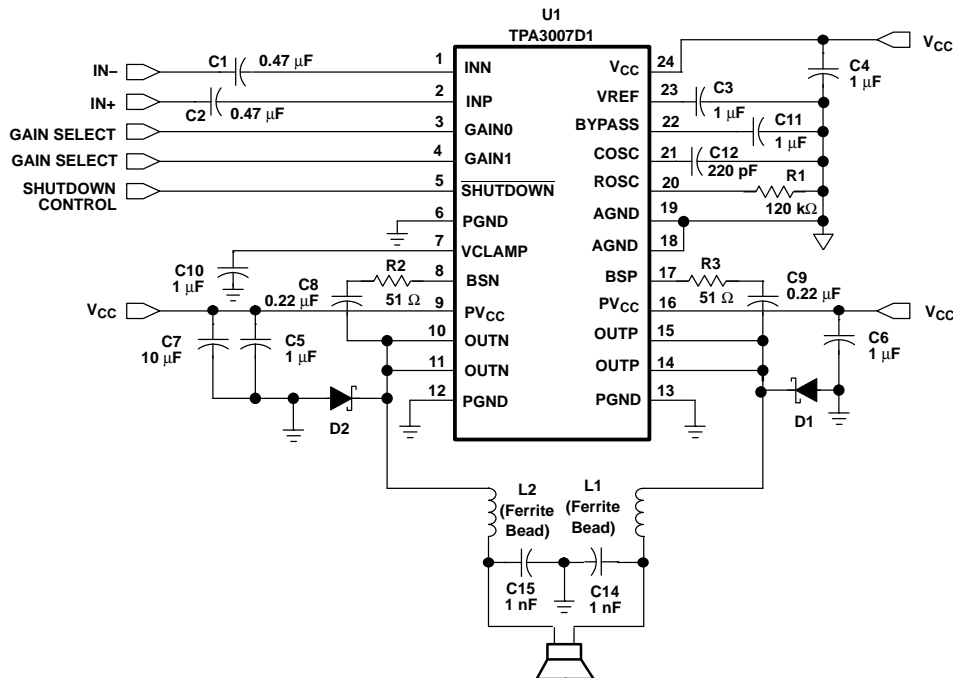 U1
TPA3007D1
IN−
C1
0.47 μF
1
INN
IN+
C2
0.47 μF
2
INP
GAIN SELECT
3
GAIN0
GAIN SELECT
4
GAIN1
SHUTDOWN
CONTROL
5
SHUTDOWN
6
PGND
7
VCLAMP
C10
1 μF
R2
51 Ω
8
BSN
C8
0.22 μF
VCC
9
PVCC
10
OUTN
11
OUTN
12
PGND
C7
10 μF
C5
1 μF
D2
VCC
24
VCC
C4
1 μF
VREF
23
C3
1 μF
BYPASS
22
C11
1 μF
COSC
21
C12
220 pF
ROSC
20
R1
120 kΩ
AGND
19
AGND
18
BSP
17
R3
51 Ω
C9
0.22 μF
PVCC
16
VCC
OUTP
15
OUTP
14
PGND
13
C6
1 μF
D1
L2
(Ferrite
Bead)
L1
(Ferrite
Bead)
C15
1 nF
C14
1 nF